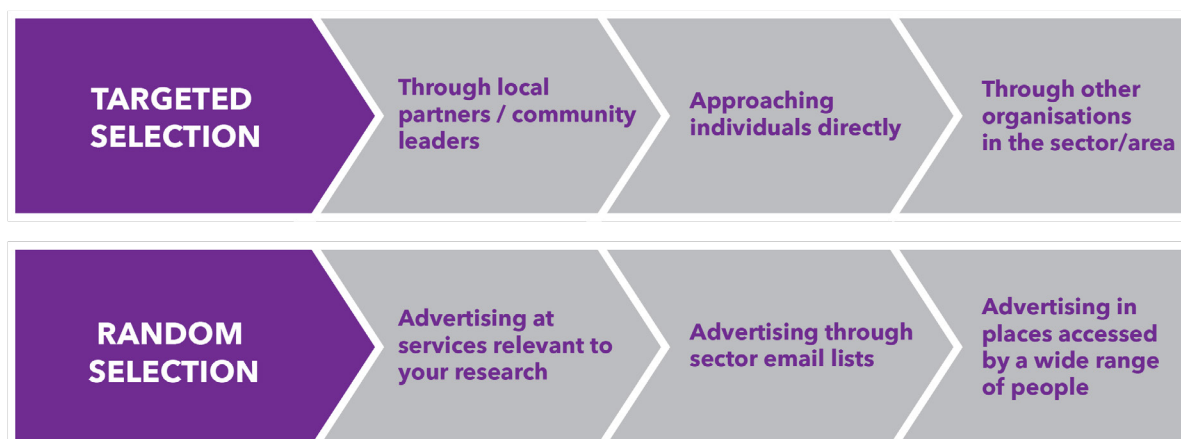 TARGETED
SELECTION
Through local
partners / community
leaders
Approaching
individuals directly
Through other
organisations
in the sector/area
RANDOM
SELECTION
Advertising at
services relevant to
your research
Advertising through
sector email lists
Advertising in
places accessed
by a wide range
of people